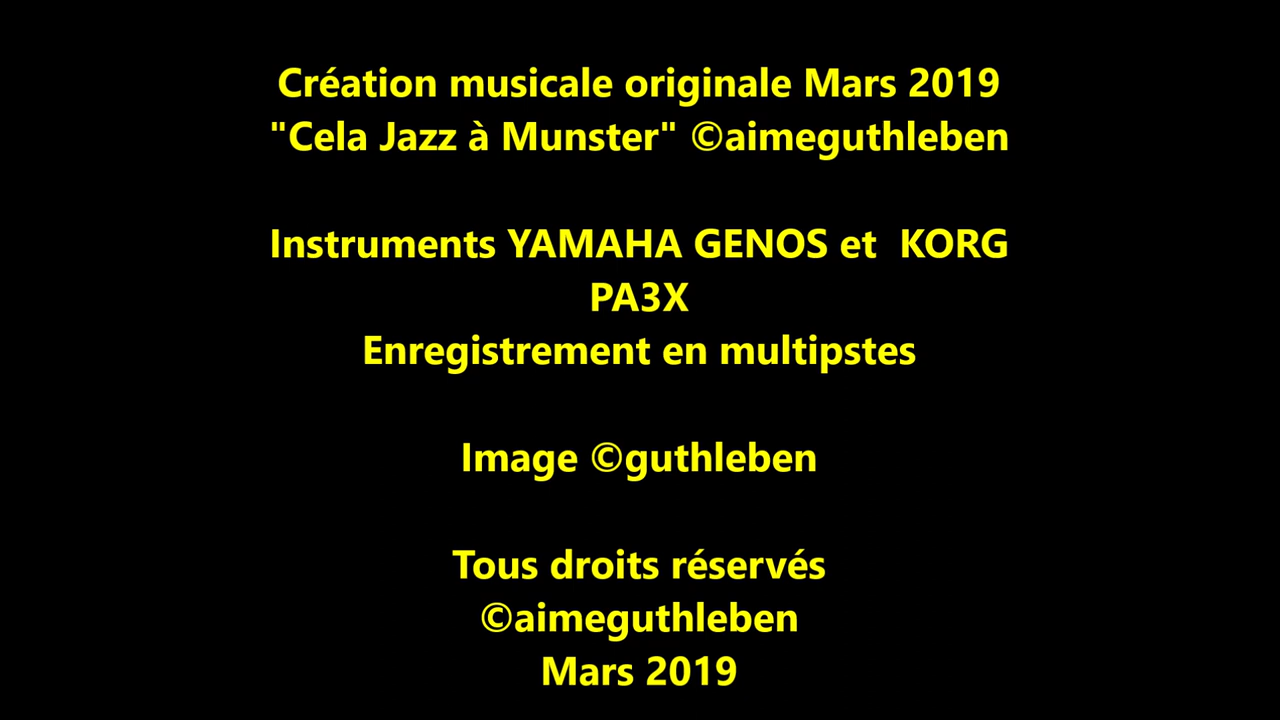 Création musicale originale Mars 2019
"Cela Jazz à Munster" ©aimeguthleben
Instruments YAMAHA GENOS et  KORG
PA3X
Enregistrement en multipstes
Image ©guthleben
Tous droits réservés
©aimeguthleben
Mars 2019